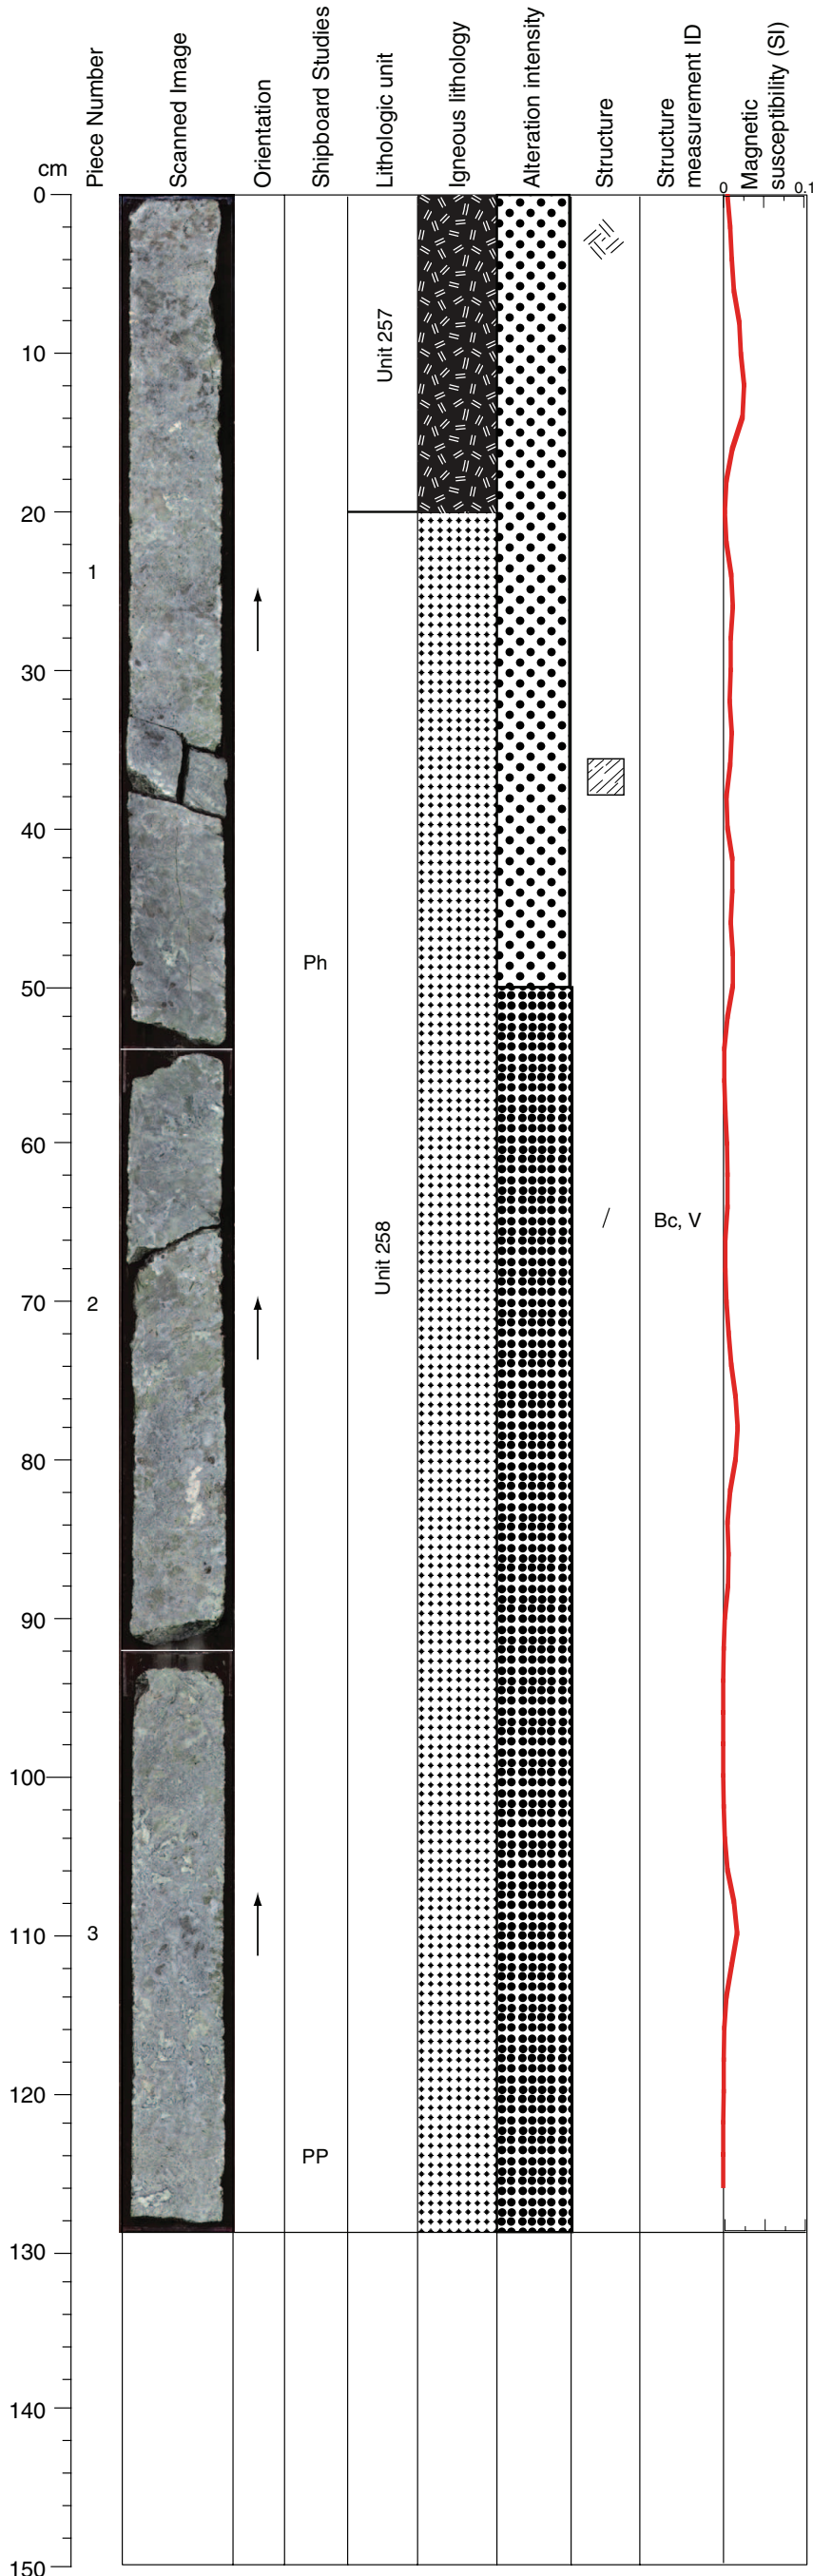 cm
Piece Number
Scanned Image
Orientation
Shipboard Studies
Lithologic unit
Igneous lithology
Alteration intensity
Structure
Structure
measurement ID
Magnetic
susceptibility (SI)
0
0.1
0
10
20
30
40
50
60
70
80
90
100
110
120
130
140
150
1
2
3
Ph
PP
Unit 257
Unit 258
Bc, V